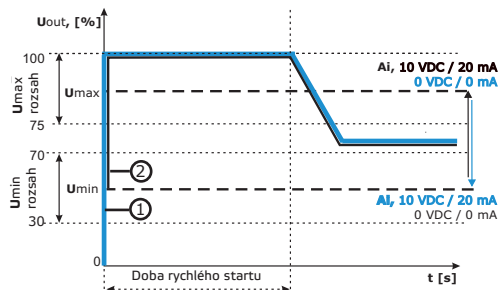 Uout, [%]
100
Umax
rozsah
Umax
75
70
Umin
rozsah
Umin
30
0
Ai, 10 VDC / 20 mA
0 VDC / 0 mA
2
1
AI, 10 VDC / 20 mA
0 VDC / 0 mA
Doba rychlého startu
t [s]